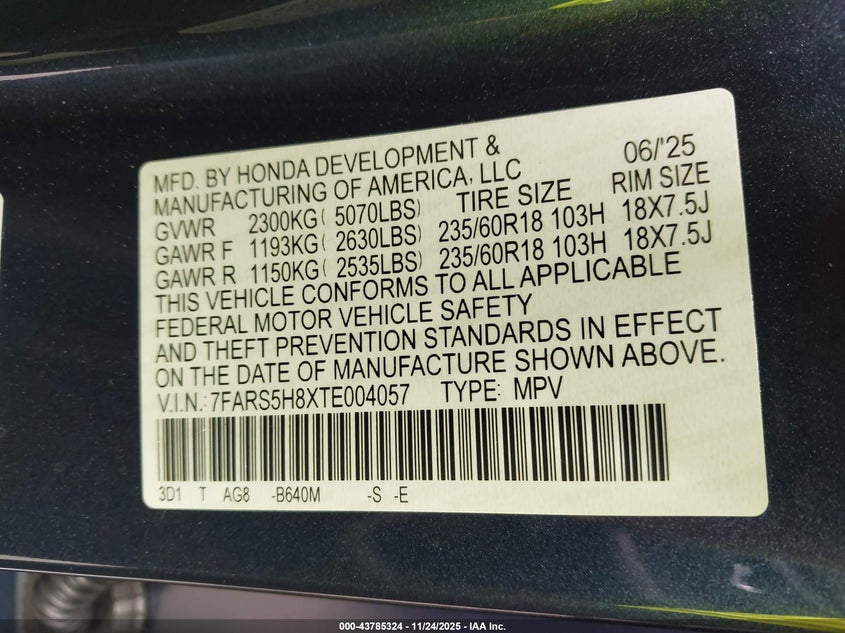 MFD. BY HONDA DEVELOPMENT & 06/'25
MANUFACTURING OF AMERICA, LLC TIRE SIZE RIM SIZE
GVWR 2300KG( 5070LBS)
GAWR F 1193KG( 2630LBS) 235/60R18 103H 18X7.5J
GAWR R 1150KG( 2535LBS) 235/60R18 103H 18X7.5J
THIS VEHICLE CONFORMS TO ALL APPLICABLE
FEDERAL MOTOR VEHICLE SAFETY
AND THEFT PREVENTION STANDARDS IN EFFECT
ON THE DATE OF MANUFACTURE SHOWN ABOVE.
V.I.N.: 7FARS5H8XTE004057 TYPE: MPV
3D1 T AG8 -B640M -S -E
000-43785324 - 11/24/2025 - IAA Inc.